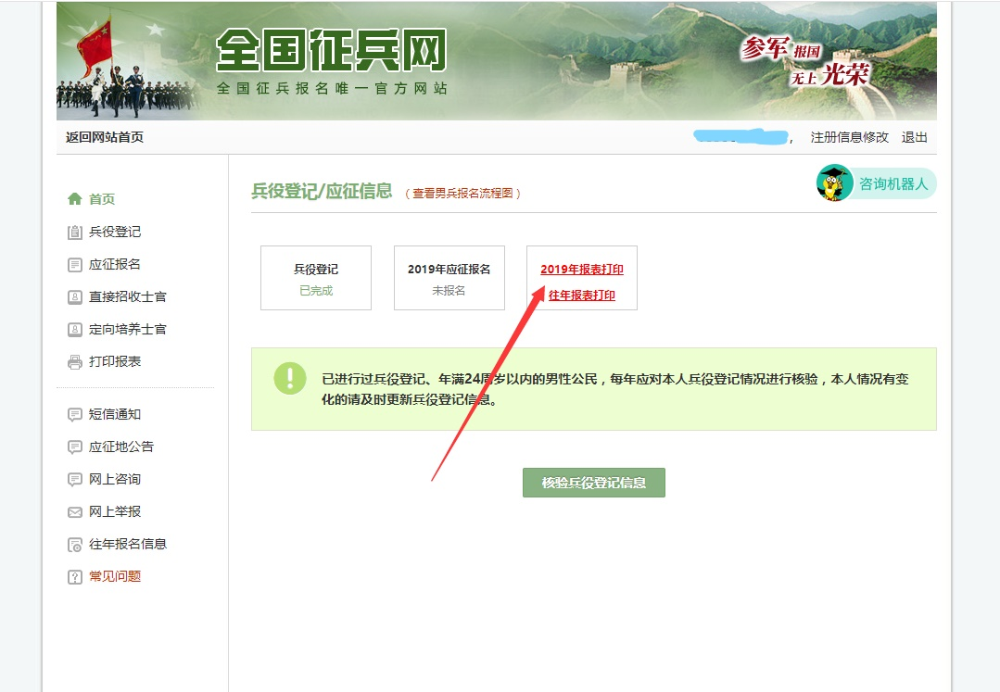 全国征兵网
全国征兵报名唯一官方网站
参军 报国
无上 光荣
返回网站首页
， 注册信息修改 退出
首页
兵役登记
应征报名
直接招收士官
定向培养士官
打印报表
短信通知
应征地公告
网上咨询
网上举报
往年报名信息
常见问题
兵役登记/应征信息 （查看男兵报名流程图）
咨询机器人
兵役登记
已完成
2019年应征报名
未报名
2019年报表打印
往年报表打印
已进行过兵役登记、年满24周岁以内的男性公民，每年应对本人兵役登记情况进行核验，本人情况有变
化的请及时更新兵役登记信息。
核验兵役登记信息